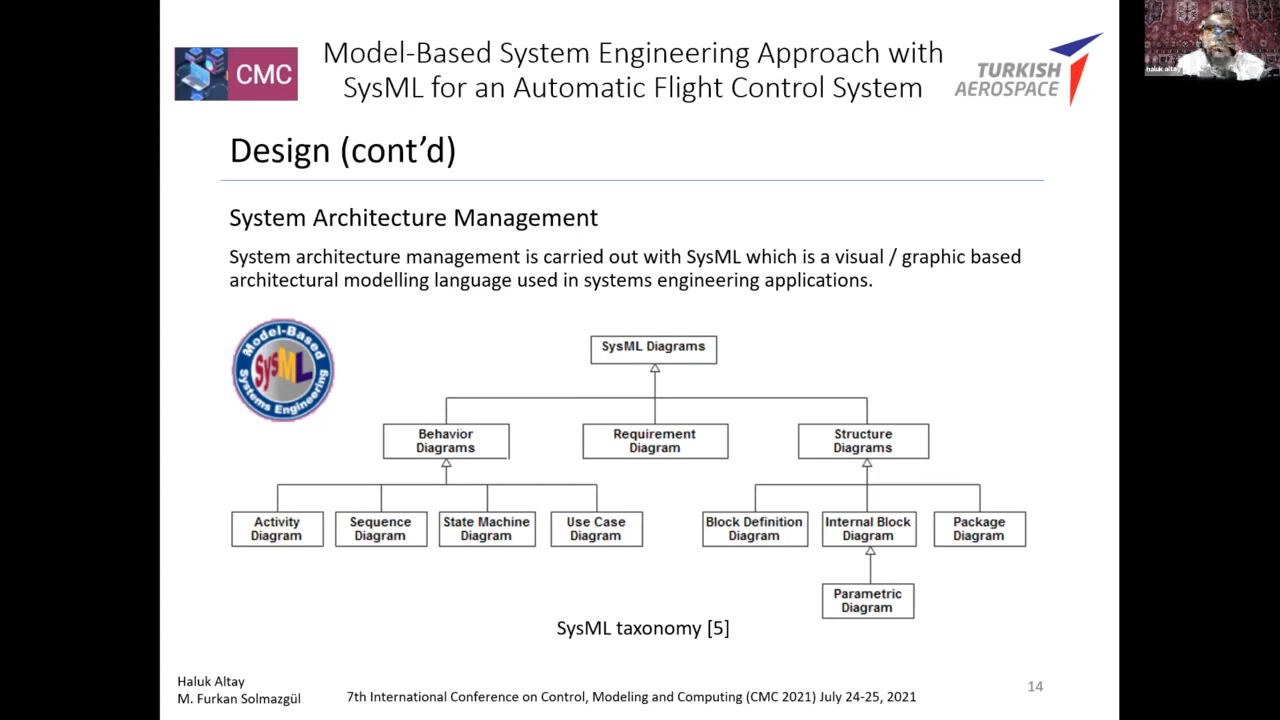 CMC
Model-Based System Engineering Approach with
SysML for an Automatic Flight Control System
TURKISH
AEROSPACE
haluk altay
Design (cont’d)
System Architecture Management
System architecture management is carried out with SysML which is a visual / graphic based
architectural modelling language used in systems engineering applications.
Model-Based
SysML
Systems Engineering
SysML Diagrams
Behavior
Diagrams
Requirement
Diagram
Structure
Diagrams
Activity
Diagram
Sequence
Diagram
State Machine
Diagram
Use Case
Diagram
Block Definition
Diagram
Internal Block
Diagram
Package
Diagram
Parametric
Diagram
SysML taxonomy [5]
Haluk Altay
M. Furkan Solmazgül
7th International Conference on Control, Modeling and Computing (CMC 2021) July 24-25, 2021
14